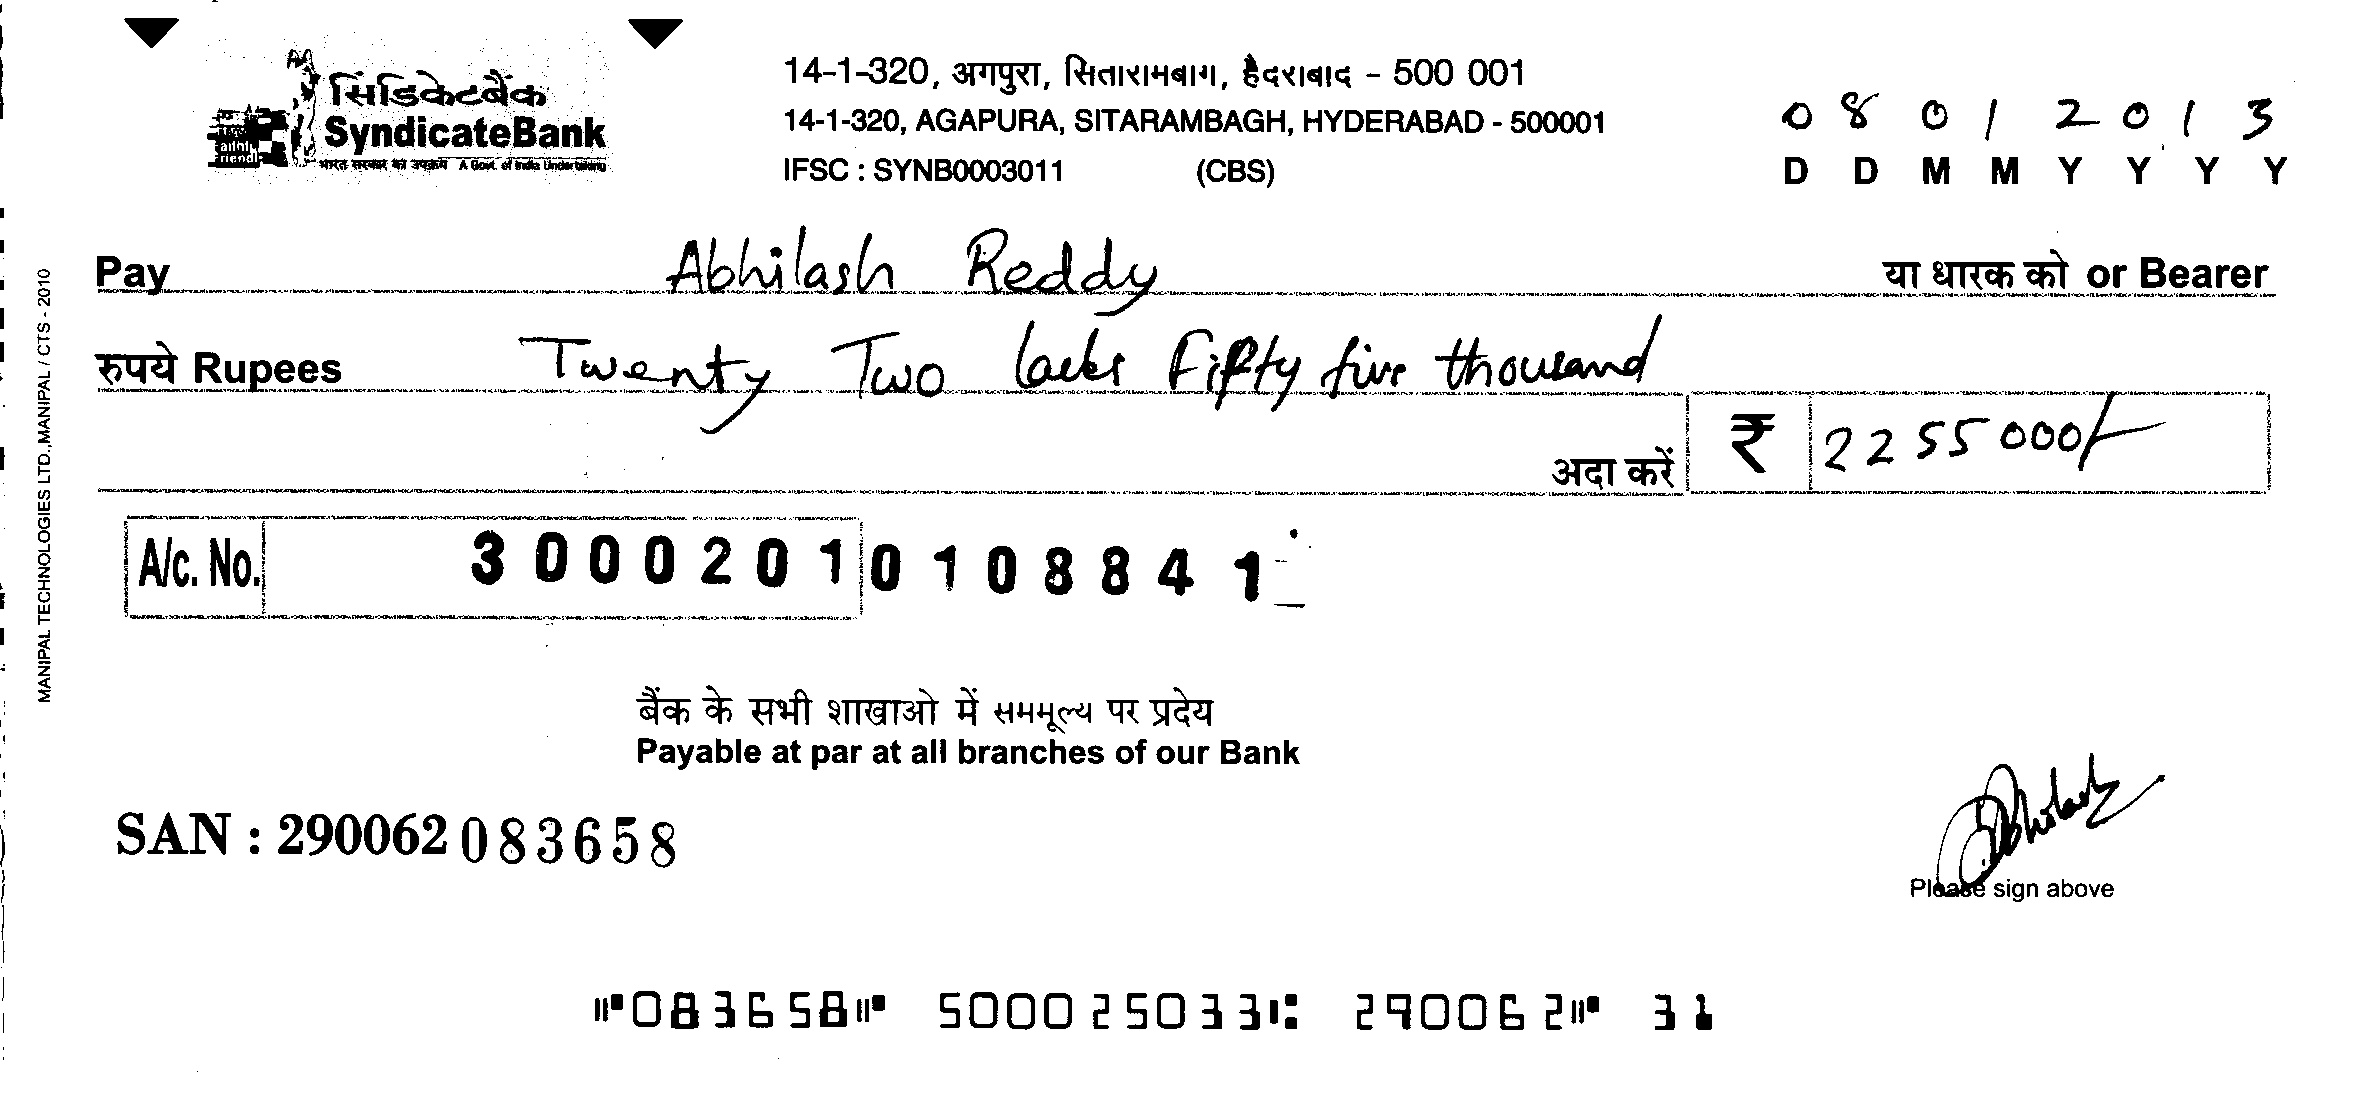 सिंडिकेटबैंक
SyndicateBank
भारत सरकार का उपक्रम A Govt. of India Undertaking
14-1-320, अगपुरा, सितारामबाग, हैदराबाद - 500 001
14-1-320, AGAPURA, SITARAMBAGH, HYDERABAD - 500001
IFSC : SYNB0003011 (CBS)
0 8 0 1 2 0 1 3
D D M M Y Y Y Y
Pay Abhilash Reddy या धारक को or Bearer
रुपये Rupees Twenty Two lacks Fifty five thousand
अदा करें ₹ 2255000/-
A/c. No. 30002010108841
बैंक के सभी शाखाओ में सममूल्य पर प्रदेय
Payable at par at all branches of our Bank
SAN : 290062083658
Abhilash
Please sign above
⑈083658⑈ 500025033⑆ 290062⑈ 31
MANIPAL TECHNOLOGIES LTD.,MANIPAL / CTS - 2010